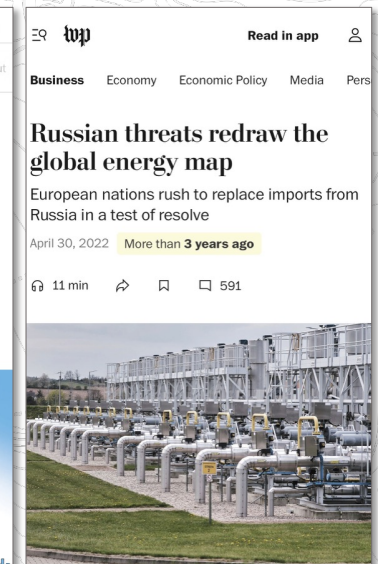 wp
Read in app
Business Economy Economic Policy Media Pers
Russian threats redraw the
global energy map
European nations rush to replace imports from
Russia in a test of resolve
April 30, 2022 More than 3 years ago
11 min 591